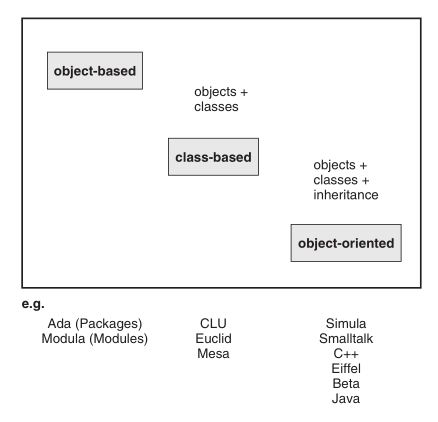 object-based
objects +
classes
class-based
objects +
classes +
inheritance
object-oriented
e.g.
Ada (Packages)
Modula (Modules)
CLU
Euclid
Mesa
Simula
Smalltalk
C++
Eiffel
Beta
Java